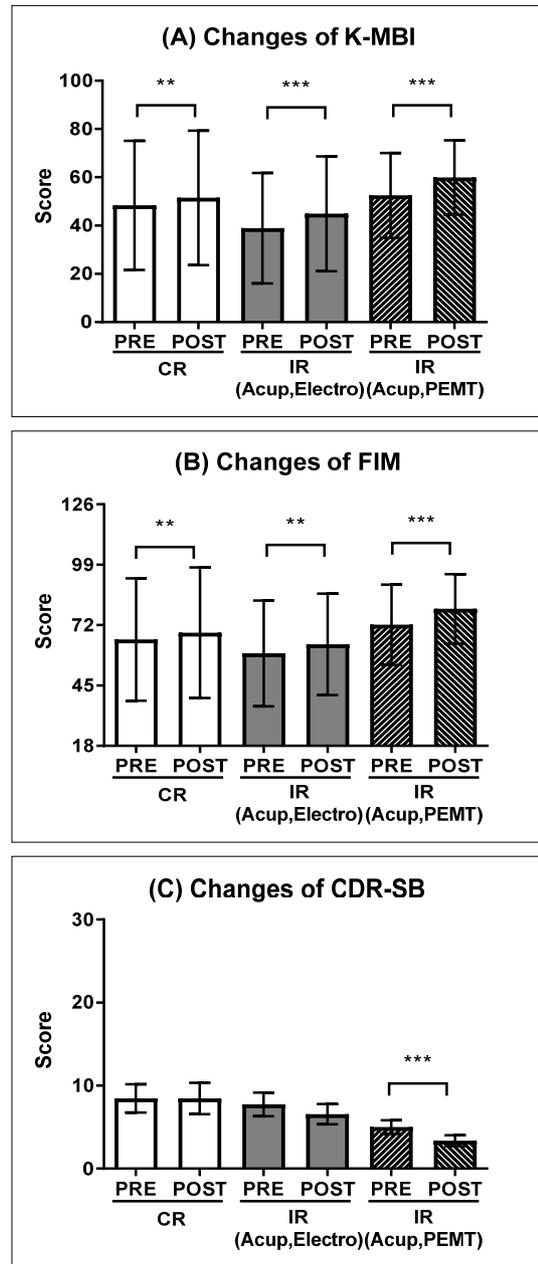 (A) Changes of K-MBI
** *** ***
100
80
60
40
20
0
Score
PRE POST PRE POST PRE POST
CR IR IR
(Acup,Electro) (Acup,PEMT)
(B) Changes of FIM
** ** ***
126
99
72
45
18
Score
PRE POST PRE POST PRE POST
CR IR IR
(Acup,Electro) (Acup,PEMT)
(C) Changes of CDR-SB
***
30
20
10
0
Score
PRE POST PRE POST PRE POST
CR IR IR
(Acup,Electro) (Acup,PEMT)